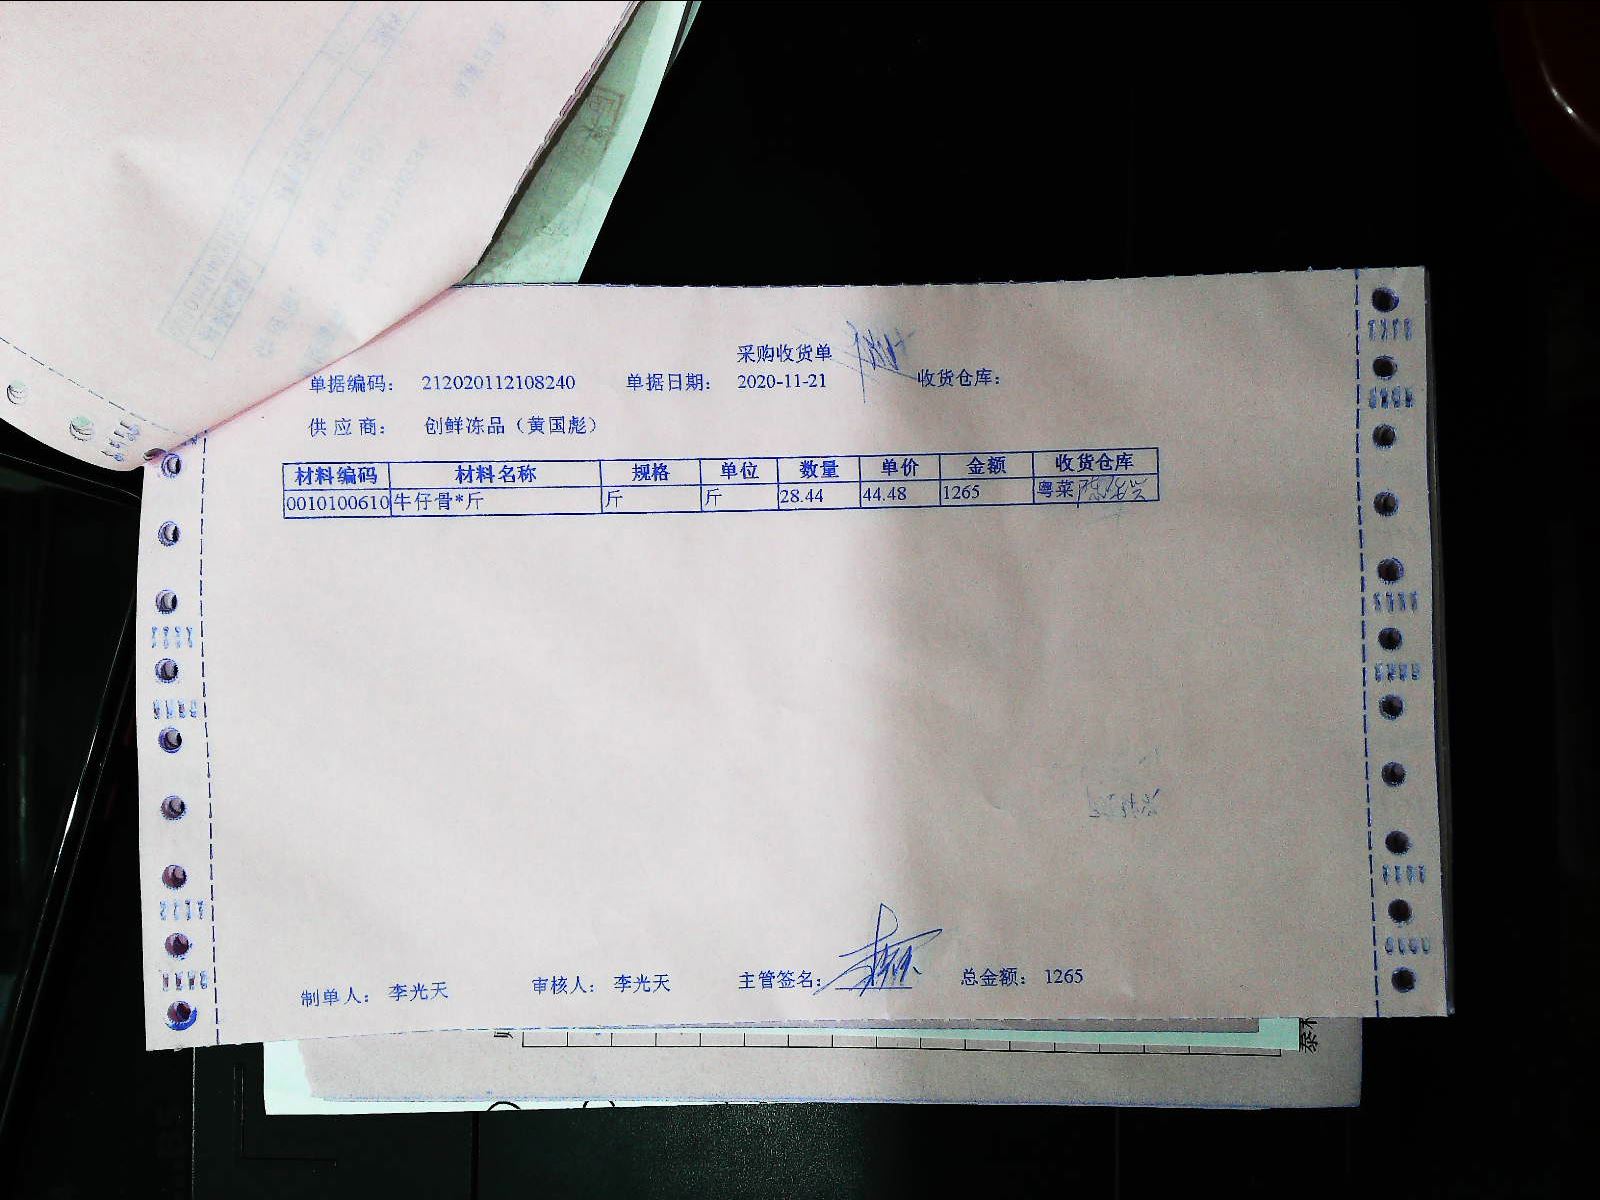 采购收货单
单据编码： 212020112108240 单据日期： 2020-11-21 收货仓库：
供应商： 创鲜冻品（黄国彪）
材料编码 材料名称 规格 单位 数量 单价 金额 收货仓库
0010100610 牛仔骨*斤 斤 斤 28.44 44.48 1265 粤菜
制单人： 李光天 审核人： 李光天 主管签名： 总金额： 1265